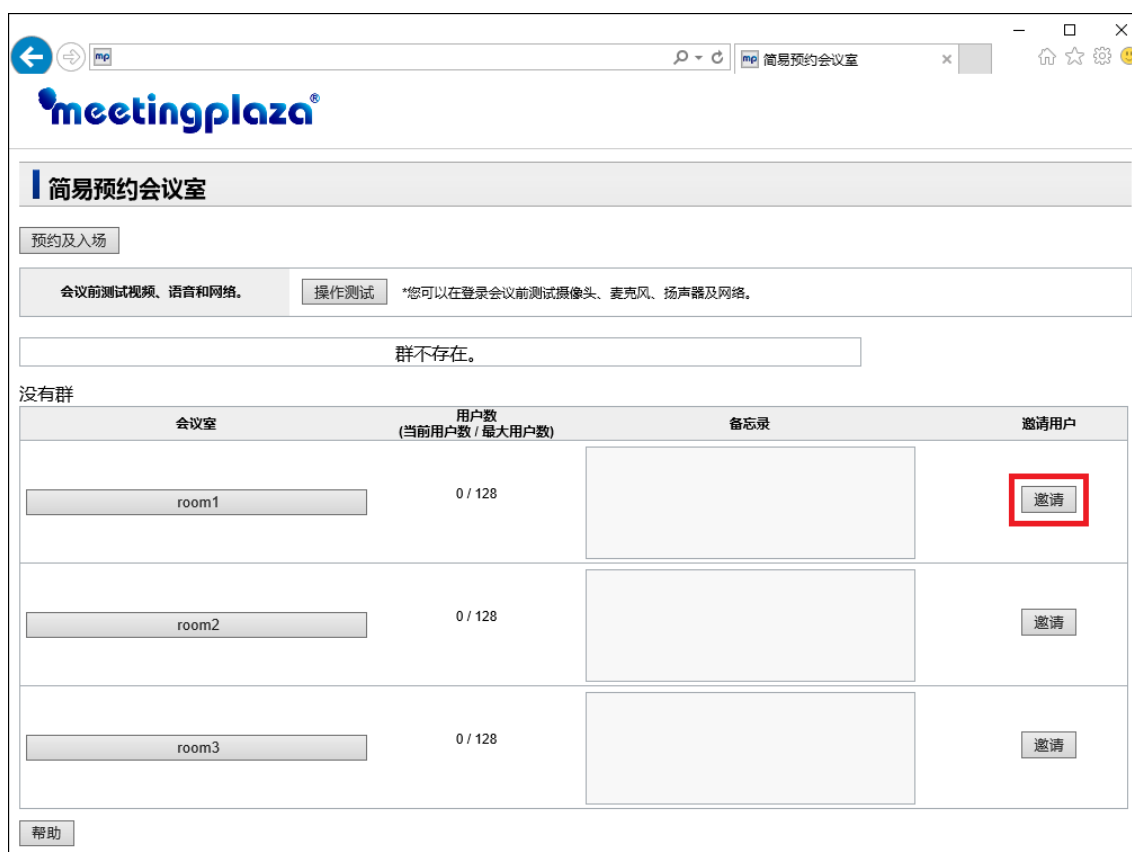 mp
mp 简易预约会议室
meetingplaza®
简易预约会议室
预约及入场
会议前测试视频、语音和网络。 操作测试 *您可以在登录会议前测试摄像头、麦克风、扬声器及网络。
群不存在。
没有群
会议室 用户数 备忘录 邀请用户
(当前用户数 / 最大用户数)
room1 0 / 128 邀请
room2 0 / 128 邀请
room3 0 / 128 邀请
帮助